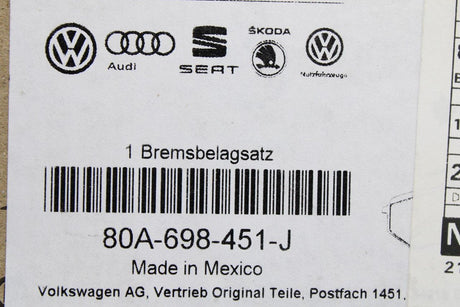 Audi
SEAT
ŠKODA
Nutzfahrzeuge
1 Bremsbelagsatz
80A-698-451-J
Made in Mexico
Volkswagen AG, Vertrieb Original Teile, Postfach 1451,